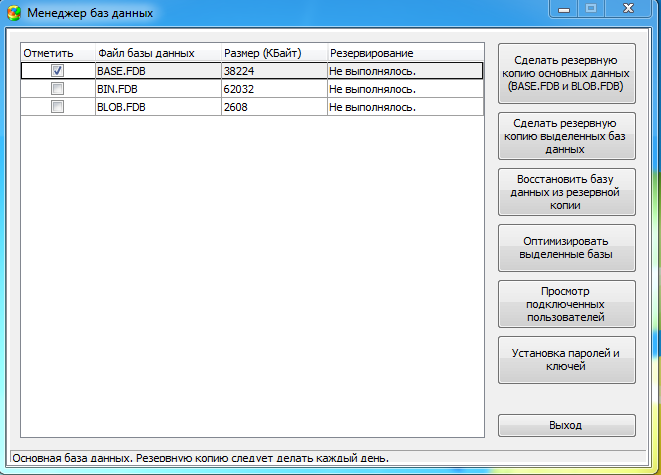 Менеджер баз данных
Отметить Файл базы данных Размер (КБайт) Резервирование
BASE.FDB 38224 Не выполнялось.
BIN.FDB 62032 Не выполнялось.
BLOB.FDB 2608 Не выполнялось.
Сделать резервную
копию основных данных
(BASE.FDB и BLOB.FDB)
Сделать резервную
копию выделенных баз
данных
Восстановить базу
данных из резервной
копии
Оптимизировать
выделенные базы
Просмотр
подключенных
пользователей
Установка паролей и
ключей
Выход
Основная база данных. Резервную копию следует делать каждый день.